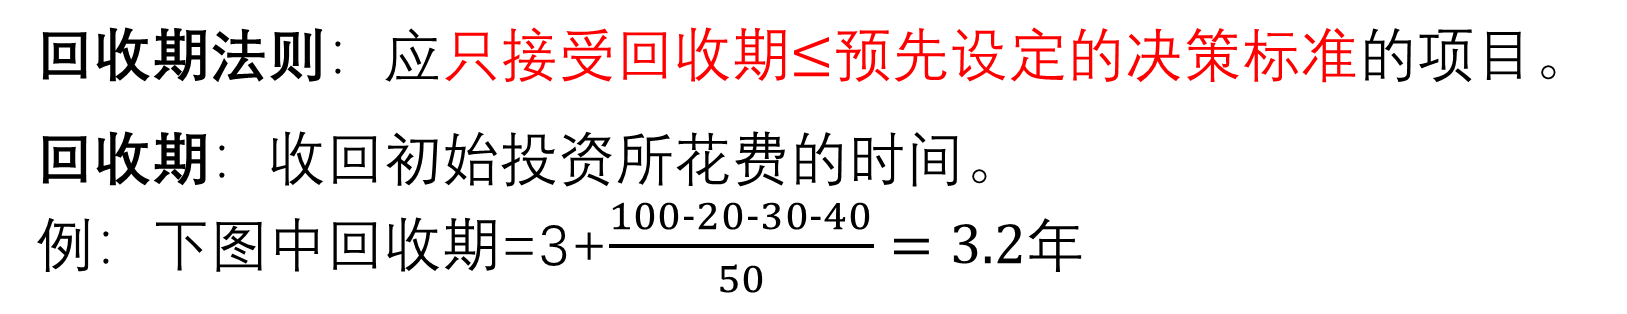 回收期法则：应只接受回收期≤预先设定的决策标准的项目。
回收期：收回初始投资所花费的时间。
例：下图中回收期=3+\frac{100-20-30-40}{50} = 3.2年